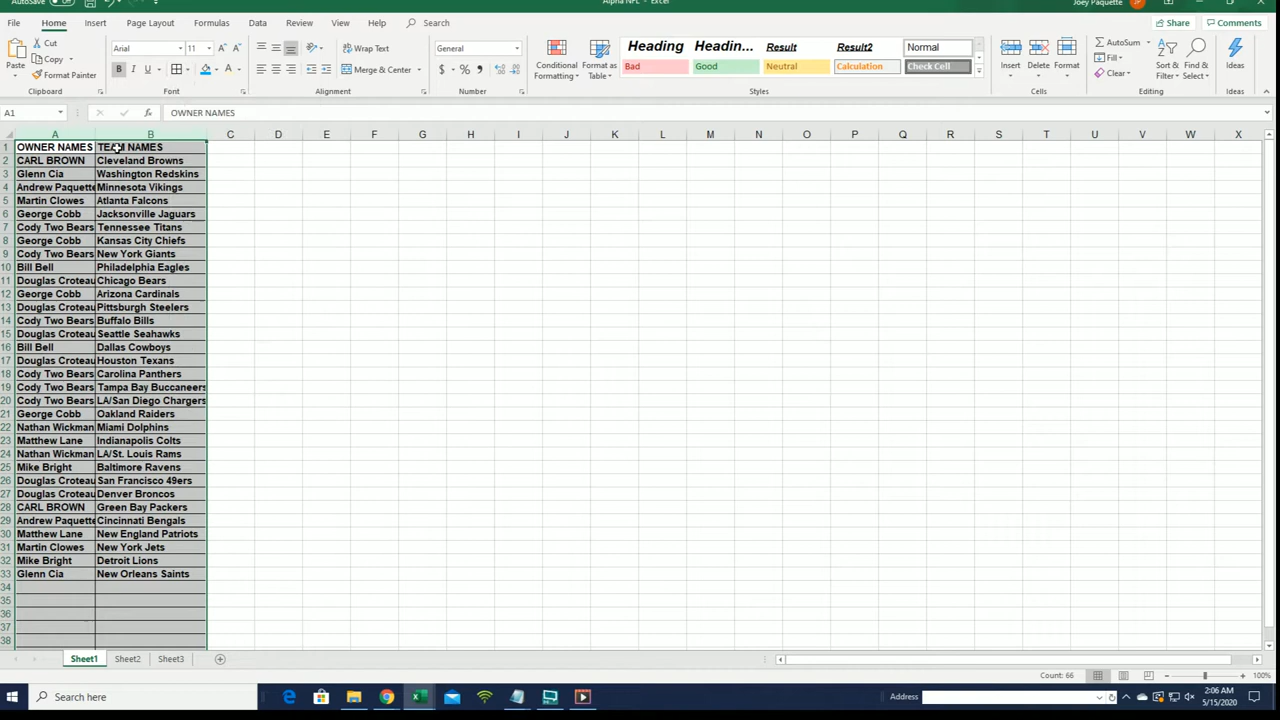 AutoSave Off Alpha NFL - Excel Joey Paquette JP
File Home Insert Page Layout Formulas Data Review View Help Search Share Comments
Paste Cut Copy Format Painter Clipboard
Arial 11 A A B I U A Font
Wrap Text Merge & Center Alignment
General $ % , Number
Conditional Formatting Format as Table
Heading Headin... Result Result2 Normal
Bad Good Neutral Calculation Check Cell
Styles
Insert Delete Format Cells
AutoSum Fill Clear Sort & Filter Find & Select Editing
Ideas Ideas
A1 fx OWNER NAMES
A B C D E F G H I J K L M N O P Q R S T U V W X
1 OWNER NAMES TEAM NAMES
2 CARL BROWN Cleveland Browns
3 Glenn Cia Washington Redskins
4 Andrew Paquette Minnesota Vikings
5 Martin Clowes Atlanta Falcons
6 George Cobb Jacksonville Jaguars
7 Cody Two Bears Tennessee Titans
8 George Cobb Kansas City Chiefs
9 Cody Two Bears New York Giants
10 Bill Bell Philadelphia Eagles
11 Douglas Croteau Chicago Bears
12 George Cobb Arizona Cardinals
13 Douglas Croteau Pittsburgh Steelers
14 Cody Two Bears Buffalo Bills
15 Douglas Croteau Seattle Seahawks
16 Bill Bell Dallas Cowboys
17 Douglas Croteau Houston Texans
18 Cody Two Bears Carolina Panthers
19 Cody Two Bears Tampa Bay Buccaneers
20 Cody Two Bears LA/San Diego Chargers
21 George Cobb Oakland Raiders
22 Nathan Wickman Miami Dolphins
23 Matthew Lane Indianapolis Colts
24 Nathan Wickman LA/St. Louis Rams
25 Mike Bright Baltimore Ravens
26 Douglas Croteau San Francisco 49ers
27 Douglas Croteau Denver Broncos
28 CARL BROWN Green Bay Packers
29 Andrew Paquette Cincinnati Bengals
30 Matthew Lane New England Patriots
31 Martin Clowes New York Jets
32 Mike Bright Detroit Lions
33 Glenn Cia New Orleans Saints
34
35
36
37
38
Sheet1 Sheet2 Sheet3
Count: 66 100%
Search here Address 2:06 AM
5/15/2020